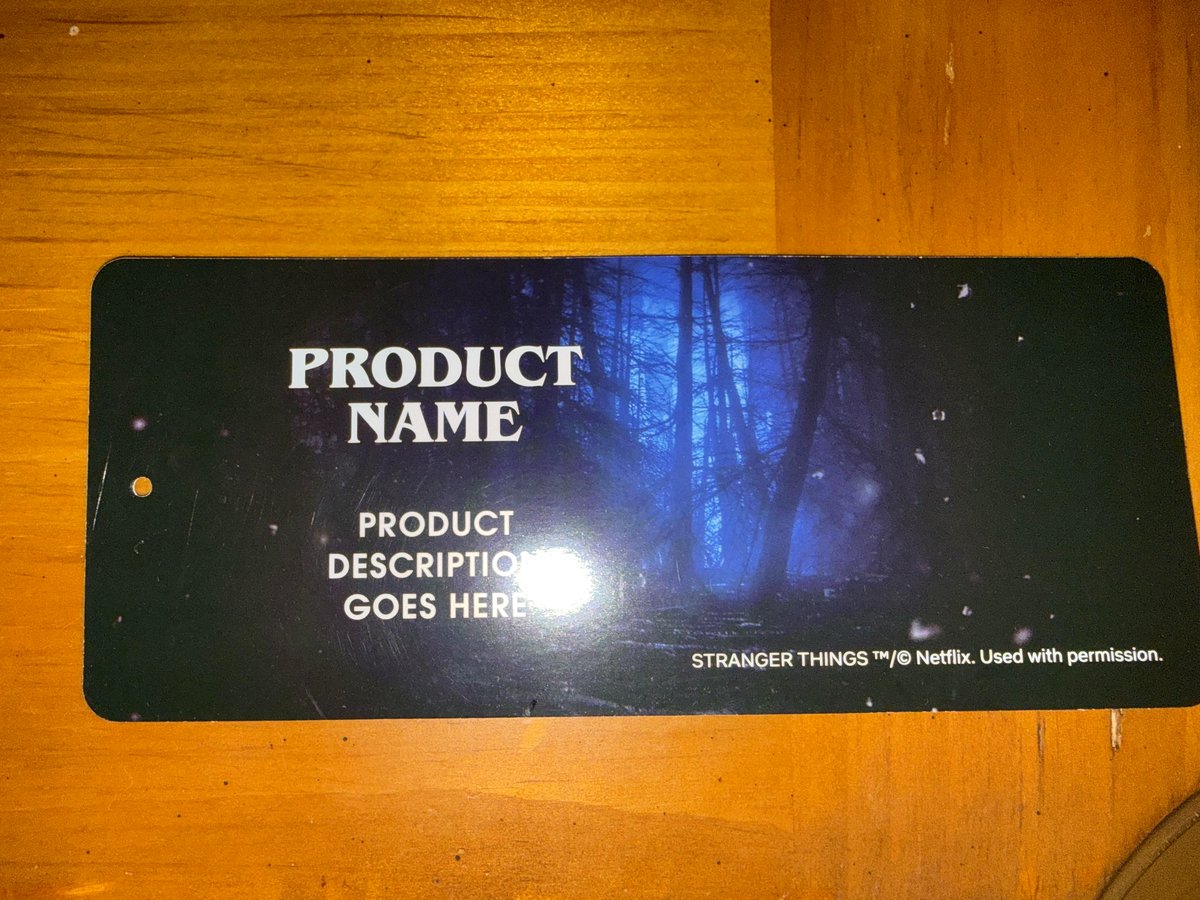 PRODUCT
NAME
PRODUCT
DESCRIPTION
GOES HERE
STRANGER THINGS ™/© Netflix. Used with permission.